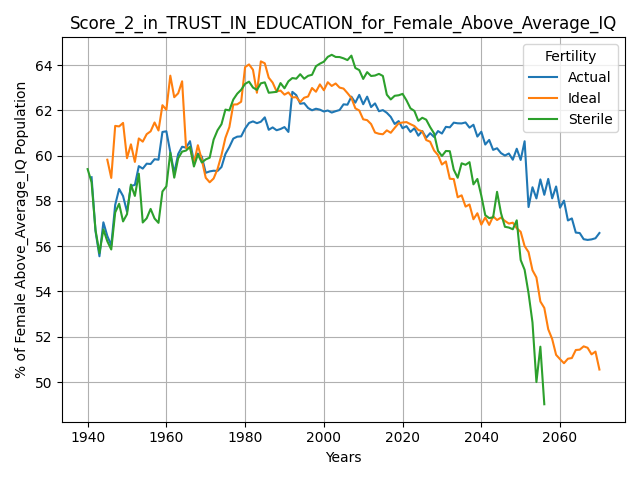 Score_2_in_TRUST_IN_EDUCATION_for_Female_Above_Average_IQ
% of Female Above_Average_IQ Population
64
62
60
58
56
54
52
50
Fertility
Actual
Ideal
Sterile
1940 1960 1980 2000 2020 2040 2060
Years